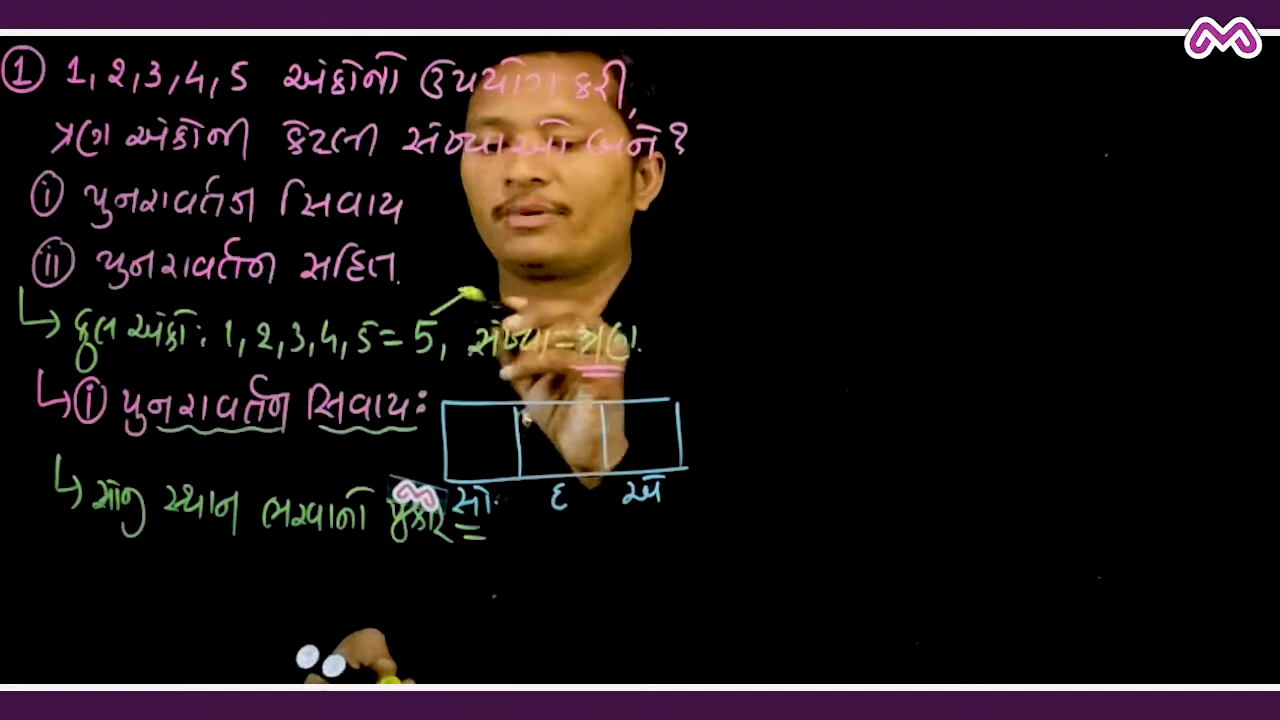 ① 1, 2, 3, 4, 5 અંકોનો ઉપયોગ કરી,
ત્રણ અંકોની કેટલી સંખ્યાઓ બને?
ⓘ પુનરાવર્તન સિવાય
ⅱ પુનરાવર્તન સહિત.
↳ કુલ અંકો: 1, 2, 3, 4, 5 = 5, સંખ્યા = ત્રણ.
↳ ⓘ પુનરાવર્તન સિવાય:
સો. દ અે
↳ સોનુ સ્થાન ભરવાનો પ્રકાર =